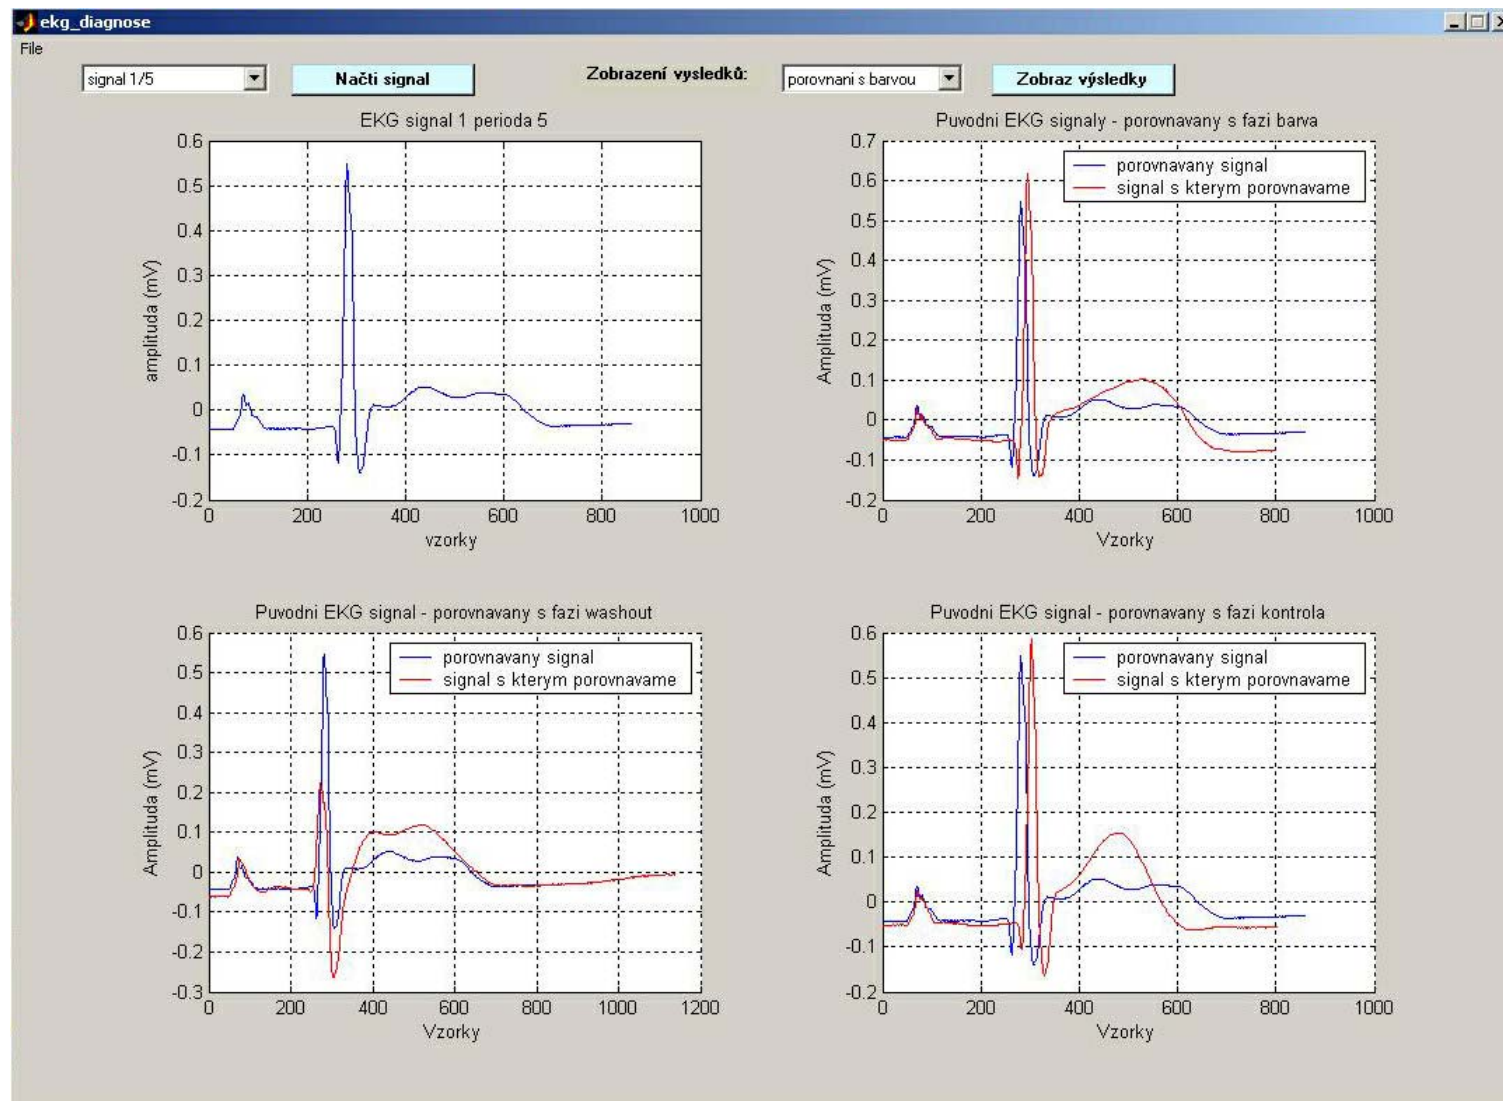 ekg_diagnose
File
signal 1/5
Načti signal
Zobrazení vysledků:
porovnani s barvou
Zobraz výsledky
EKG signal 1 perioda 5
0.6
0.5
0.4
0.3
0.2
0.1
0
-0.1
-0.2
amplituda (mV)
0 200 400 600 800 1000
vzorky
Puvodni EKG signaly - porovnavany s fazi barva
porovnavany signal
signal s kterym porovnavame
0.7
0.6
0.5
0.4
0.3
0.2
0.1
0
-0.1
-0.2
Amplituda (mV)
0 200 400 600 800 1000
Vzorky
Puvodni EKG signal - porovnavany s fazi washout
porovnavany signal
signal s kterym porovnavame
0.6
0.5
0.4
0.3
0.2
0.1
0
-0.1
-0.2
-0.3
Amplituda (mV)
0 200 400 600 800 1000 1200
Vzorky
Puvodni EKG signal - porovnavany s fazi kontrola
porovnavany signal
signal s kterym porovnavame
0.6
0.5
0.4
0.3
0.2
0.1
0
-0.1
-0.2
Amplituda (mV)
0 200 400 600 800 1000
Vzorky